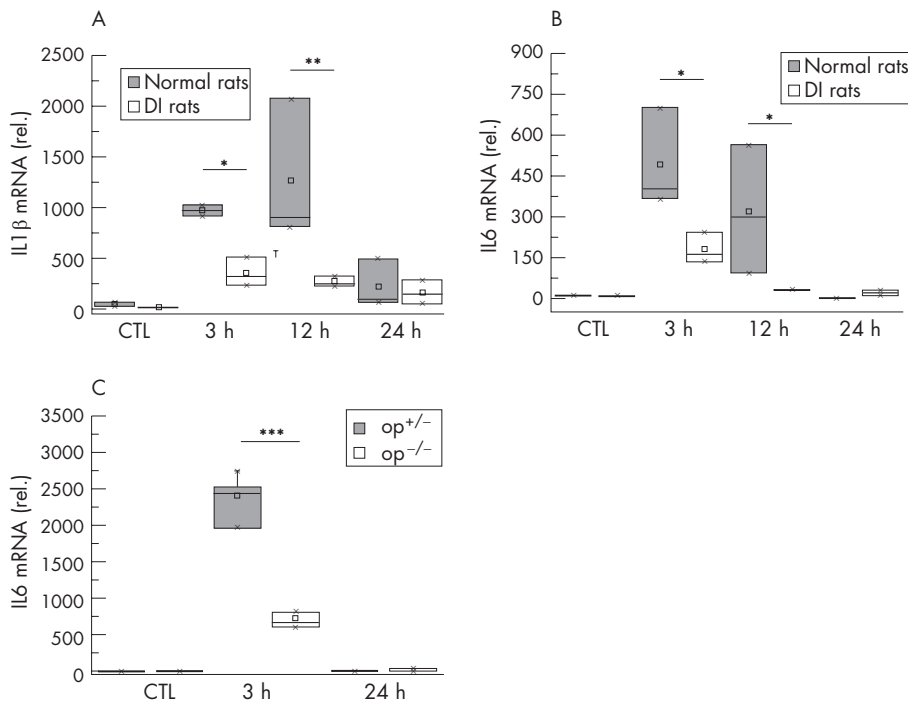 A
IL1β mRNA (rel.)
2500
2000
1500
1000
500
0
Normal rats
DI rats
*
**
T
CTL 3 h 12 h 24 h
B
IL6 mRNA (rel.)
900
750
600
450
300
150
0
Normal rats
DI rats
*
*
CTL 3 h 12 h 24 h
C
IL6 mRNA (rel.)
3500
3000
2500
2000
1500
1000
500
0
op+/–
op–/–
***
CTL 3 h 24 h